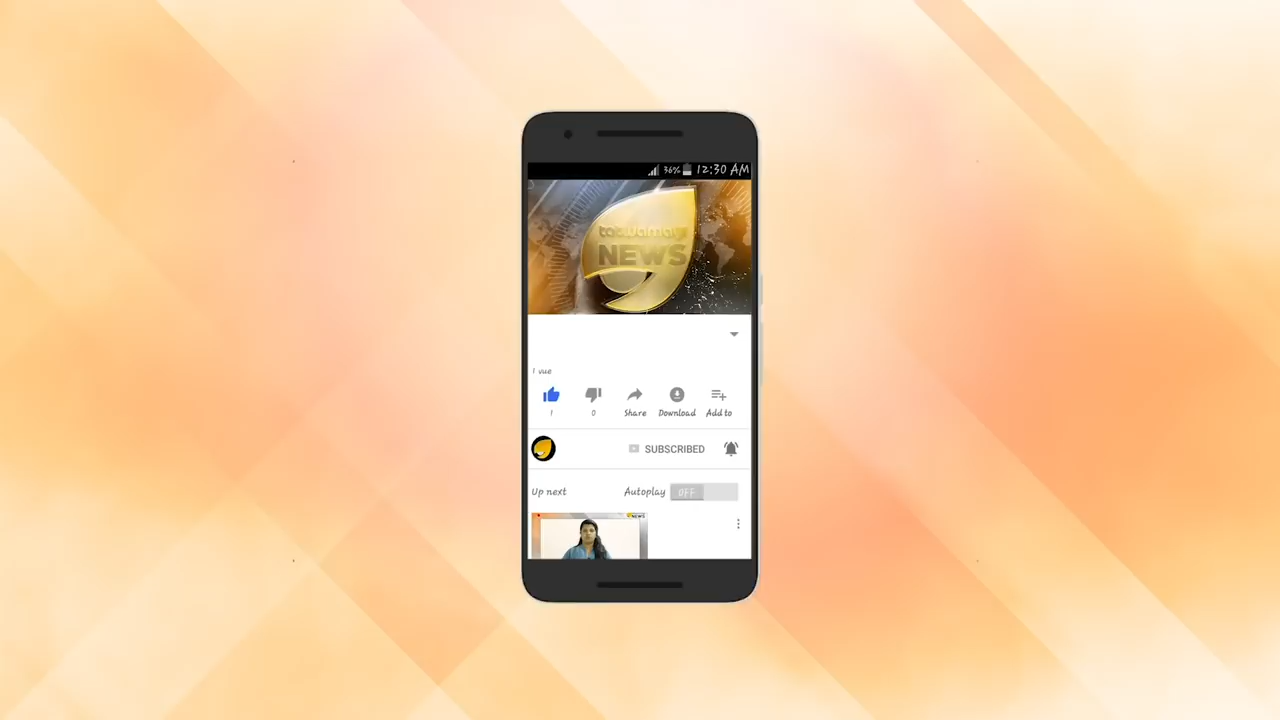 36% 12:30 AM
tatwamayi
NEWS
1 vue
1
0
Share
Download
Add to
SUBSCRIBED
Up next
Autoplay
OFF
NEWS